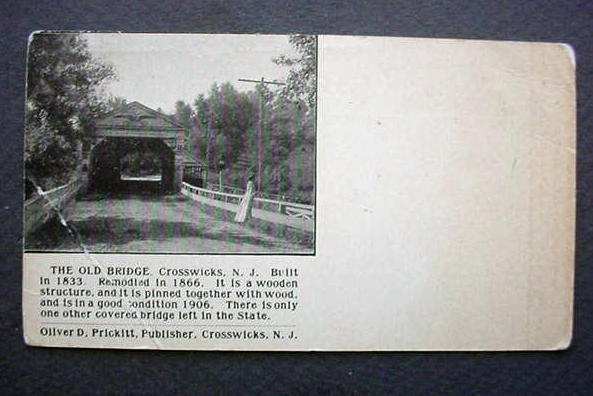 THE OLD BRIDGE. Crosswicks, N. J. Built
in 1833. Remodled in 1866. It is a wooden
structure, and it is pinned together with wood,
and is in a good condition 1906. There is only
one other covered bridge left in the State.
Oliver D. Prickitt, Publisher, Crosswicks, N. J.